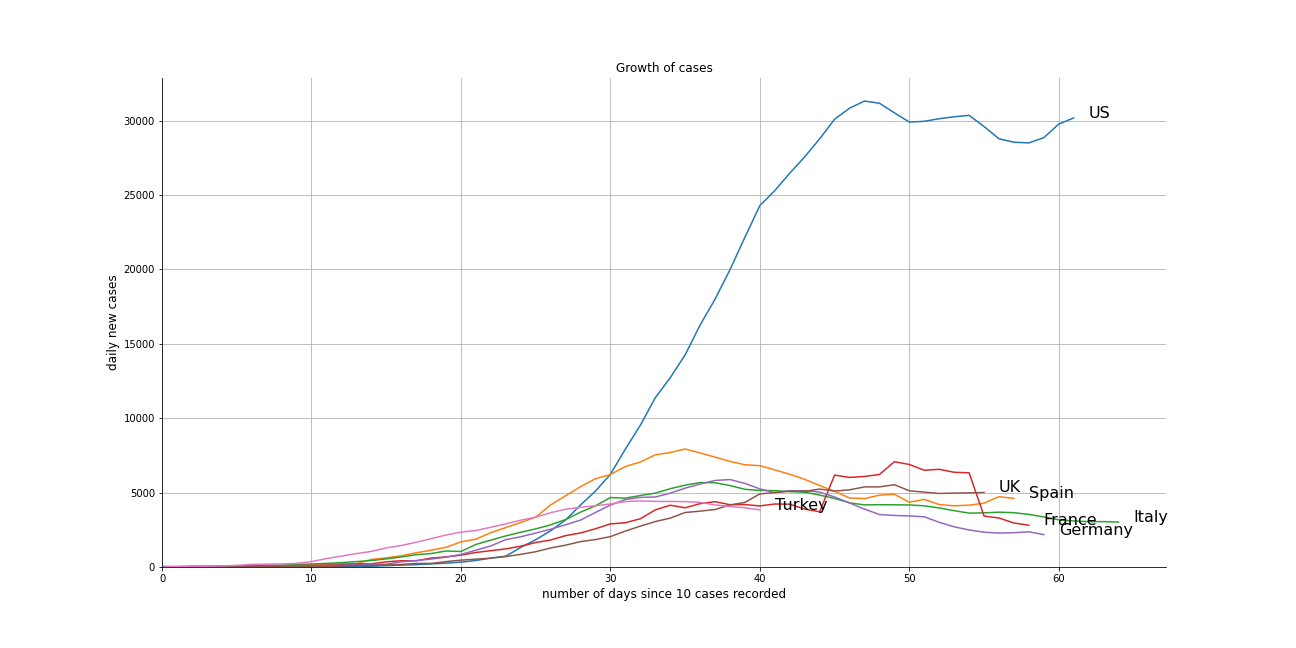 Growth of cases
daily new cases
30000
25000
20000
15000
10000
5000
0
US
UK
Spain
Turkey
France
Italy
Germany
0 10 20 30 40 50 60
number of days since 10 cases recorded